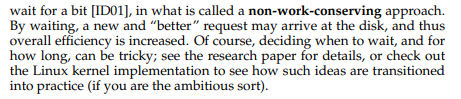 wait for a bit [ID01], in what is called a non-work-conserving approach.
By waiting, a new and “better” request may arrive at the disk, and thus
overall efficiency is increased. Of course, deciding when to wait, and for
how long, can be tricky; see the research paper for details, or check out
the Linux kernel implementation to see how such ideas are transitioned
into practice (if you are the ambitious sort).